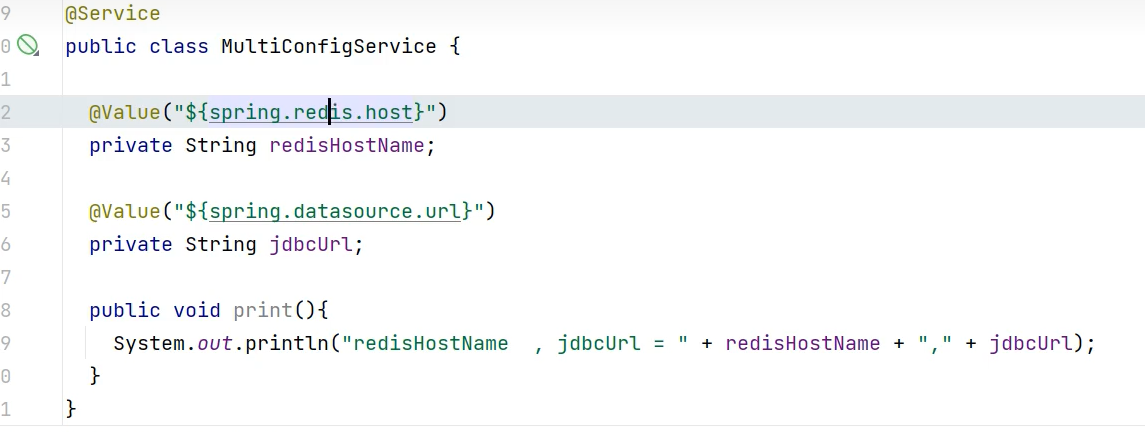 9 @Service
0 public class MultiConfigService {
1
2 @Value("${spring.redis.host}")
3 private String redisHostName;
4
5 @Value("${spring.datasource.url}")
6 private String jdbcUrl;
7
8 public void print(){
9 System.out.println("redisHostName  , jdbcUrl = " + redisHostName + "," + jdbcUrl);
0 }
1 }